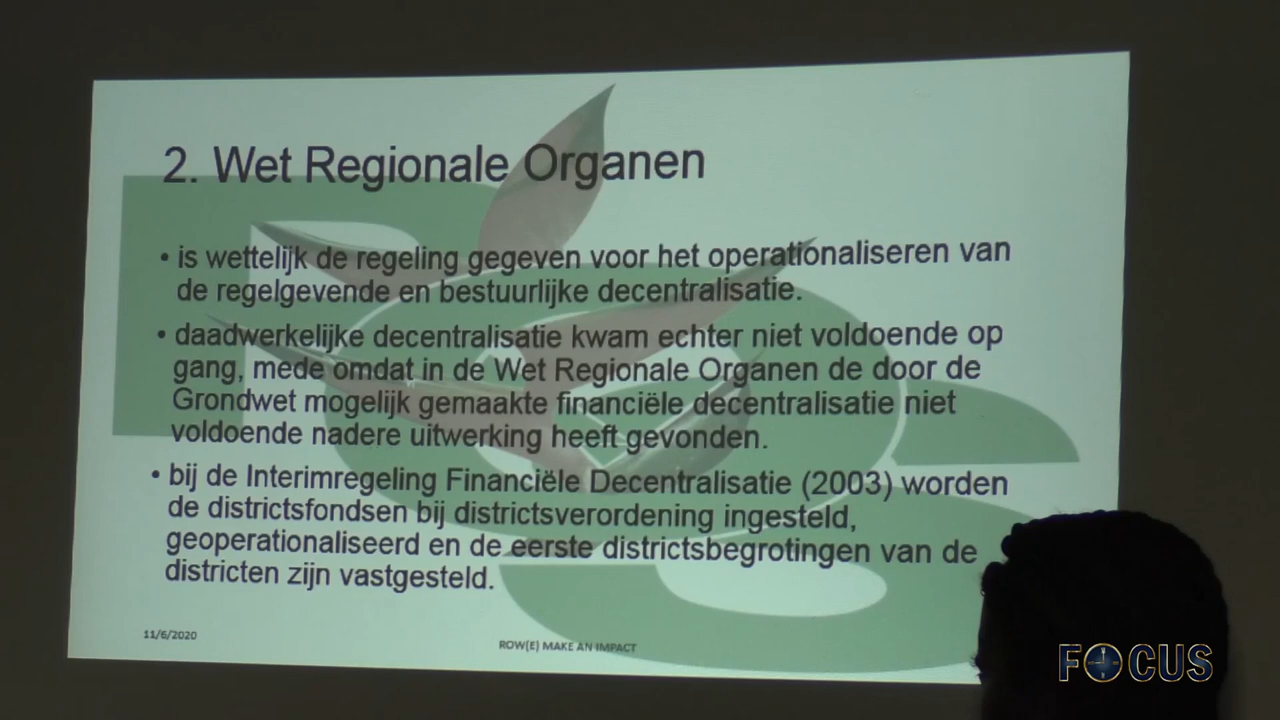 2. Wet Regionale Organen
• is wettelijk de regeling gegeven voor het operationaliseren van
de regelgevende en bestuurlijke decentralisatie.
• daadwerkelijke decentralisatie kwam echter niet voldoende op
gang, mede omdat in de Wet Regionale Organen de door de
Grondwet mogelijk gemaakte financiële decentralisatie niet
voldoende nadere uitwerking heeft gevonden.
• bij de Interimregeling Financiële Decentralisatie (2003) worden
de districtsfondsen bij districtsverordening ingesteld,
geoperationaliseerd en de eerste districtsbegrotingen van de
districten zijn vastgesteld.
11/6/2020
ROW(E) MAKE AN IMPACT
FOCUS